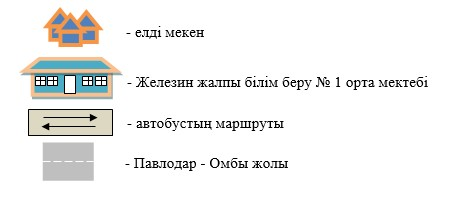 - елді мекен
- Железин жалпы білім беру № 1 орта мектебі
- автобустың маршруты
- Павлодар - Омбы жолы